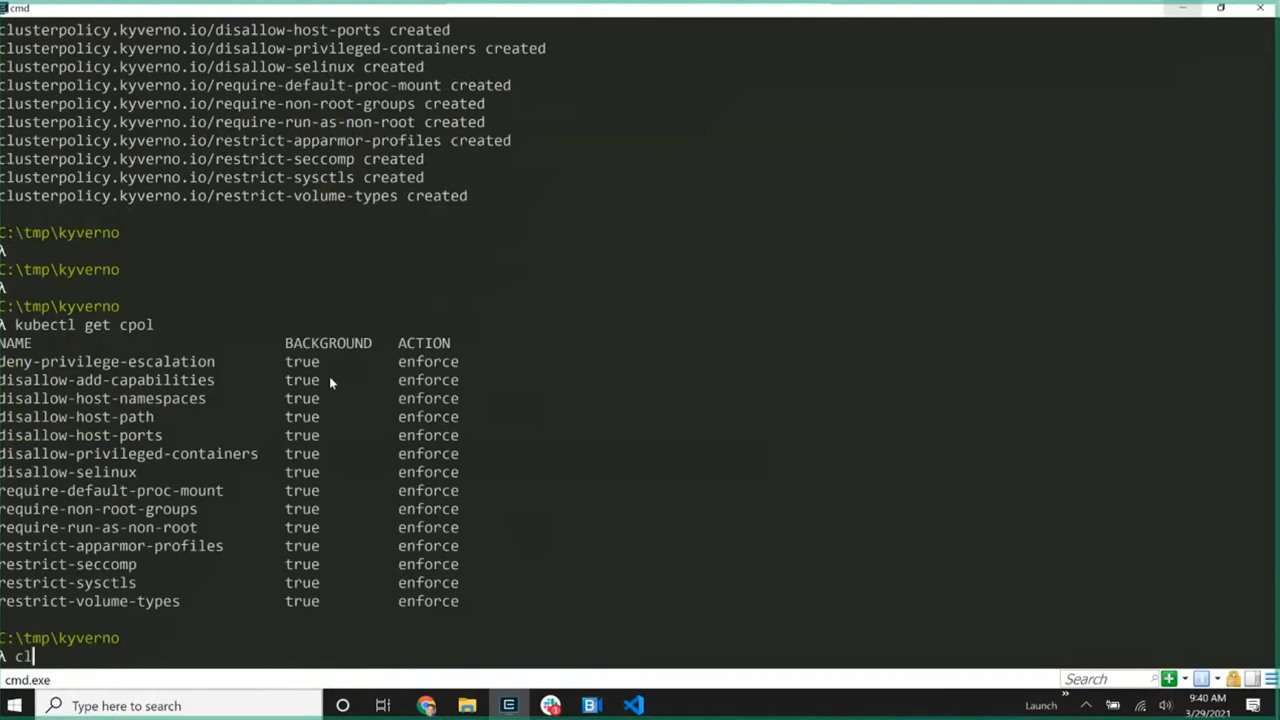 cmd
clusterpolicy.kyverno.io/disallow-host-ports created
clusterpolicy.kyverno.io/disallow-privileged-containers created
clusterpolicy.kyverno.io/disallow-selinux created
clusterpolicy.kyverno.io/require-default-proc-mount created
clusterpolicy.kyverno.io/require-non-root-groups created
clusterpolicy.kyverno.io/require-run-as-non-root created
clusterpolicy.kyverno.io/restrict-apparmor-profiles created
clusterpolicy.kyverno.io/restrict-seccomp created
clusterpolicy.kyverno.io/restrict-sysctls created
clusterpolicy.kyverno.io/restrict-volume-types created
C:\tmp\kyverno
λ
C:\tmp\kyverno
λ
C:\tmp\kyverno
λ kubectl get cpol
NAME BACKGROUND ACTION
deny-privilege-escalation true enforce
disallow-add-capabilities true enforce
disallow-host-namespaces true enforce
disallow-host-path true enforce
disallow-host-ports true enforce
disallow-privileged-containers true enforce
disallow-selinux true enforce
require-default-proc-mount true enforce
require-non-root-groups true enforce
require-run-as-non-root true enforce
restrict-apparmor-profiles true enforce
restrict-seccomp true enforce
restrict-sysctls true enforce
restrict-volume-types true enforce
C:\tmp\kyverno
λ cl
cmd.exe Search
Type here to search Launch 9:40 AM
3/29/2021